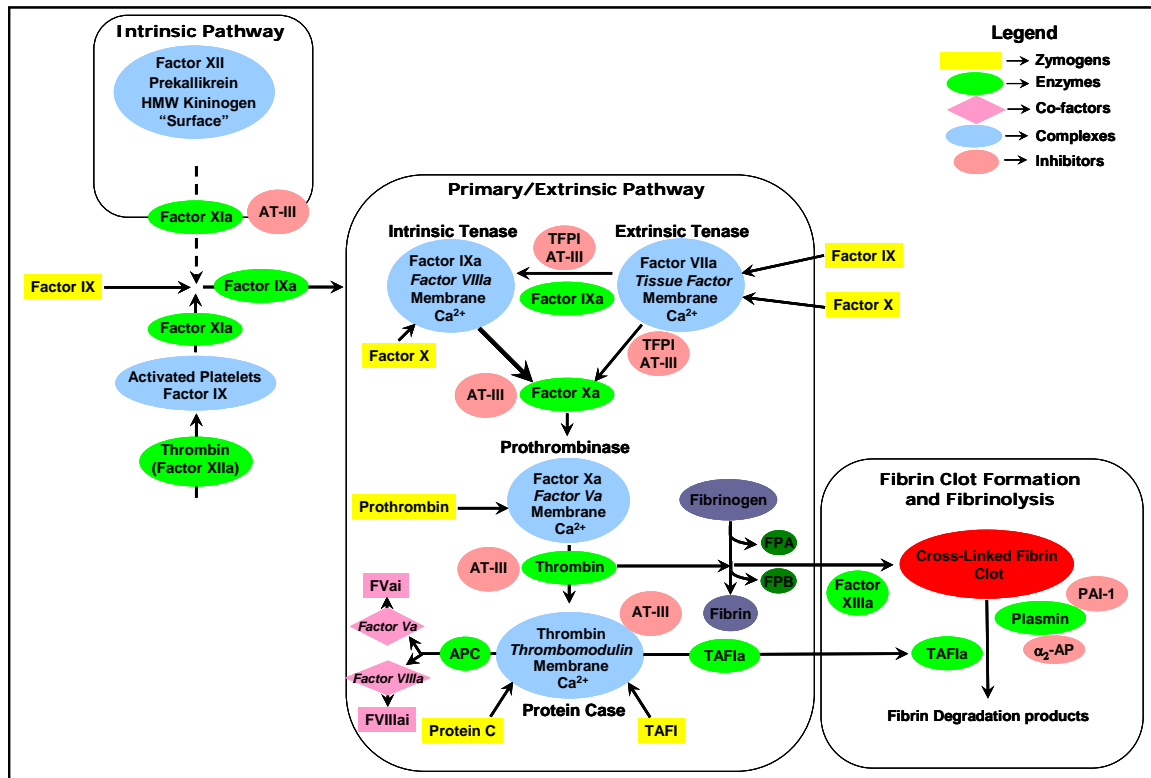 Intrinsic Pathway
Factor XII
Prekallikrein
HMW Kininogen
“Surface”
Factor XIa
AT-III
Factor IX
Factor IXa
Factor XIa
Activated Platelets
Factor IX
Thrombin
(Factor XIIa)
Legend
Zymogens
Enzymes
Co-factors
Complexes
Inhibitors
Primary/Extrinsic Pathway
Intrinsic Tenase
Factor IXa
Factor VIIIa
Membrane
Ca²⁺
TFPI
AT-III
Factor IXa
Extrinsic Tenase
Factor VIIa
Tissue Factor
Membrane
Ca²⁺
Factor IX
Factor X
Factor X
TFPI
AT-III
AT-III
Factor Xa
Prothrombinase
Factor Xa
Factor Va
Membrane
Ca²⁺
Prothrombin
Fibrinogen
FPA
FPB
Fibrin
AT-III
Thrombin
AT-III
Thrombin
Thrombomodulin
Membrane
Ca²⁺
Protein Case
FVai
Factor Va
Factor VIIIa
FVIIIai
APC
Protein C
TAFI
TAFIa
Fibrin Clot Formation
and Fibrinolysis
Cross-Linked Fibrin
Clot
Factor
XIIIa
PAI-1
Plasmin
α₂-AP
TAFIa
Fibrin Degradation products